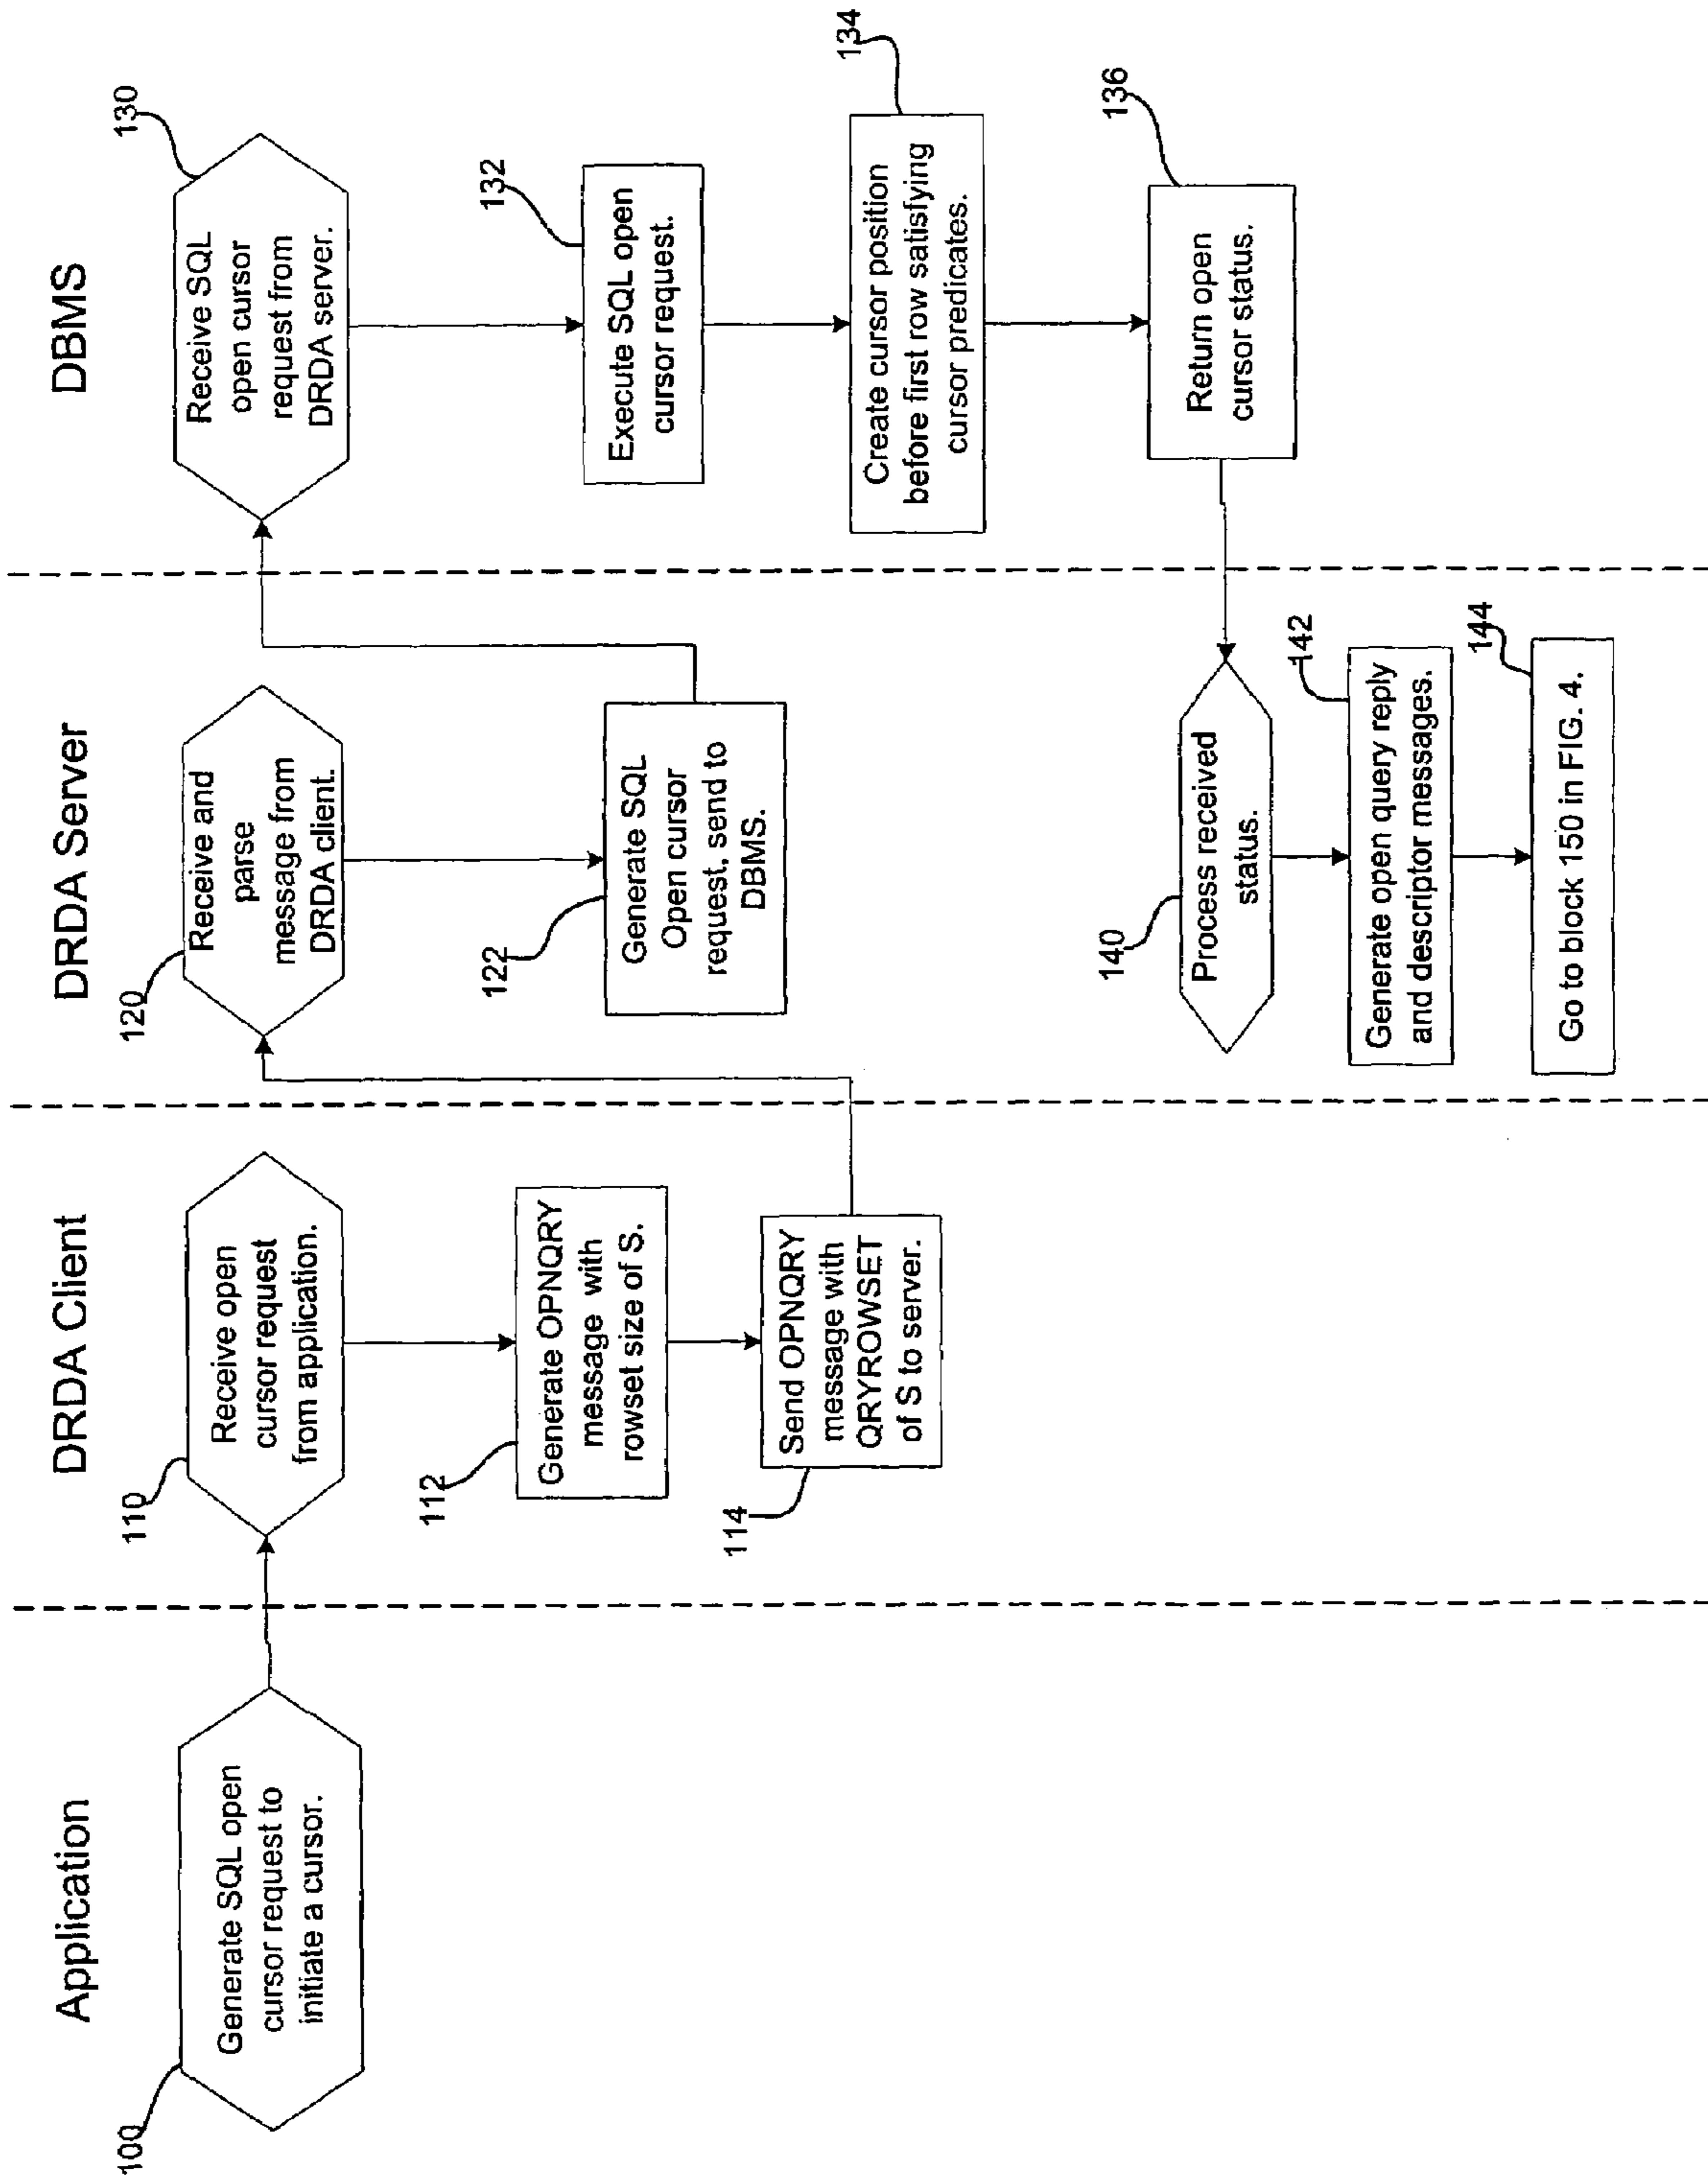 Application
100
Generate SQL open
cursor request to
initiate a cursor.
DRDA Client
110
Receive open
cursor request
from application.
112
Generate OPNQRY
message with
rowset size of S.
114
Send OPNQRY
message with
QRYROWSET
of S to server.
DRDA Server
120
Receive and
parse
message from
DRDA client.
122
Generate SQL
Open cursor
request, send to
DBMS.
140
Process received
status.
142
Generate open query reply
and descriptor messages.
144
Go to block 150 in FIG. 4.
DBMS
130
Receive SQL
open cursor
request from
DRDA server.
132
Execute SQL open
cursor request.
134
Create cursor position
before first row satisfying
cursor predicates.
136
Return open
cursor status.